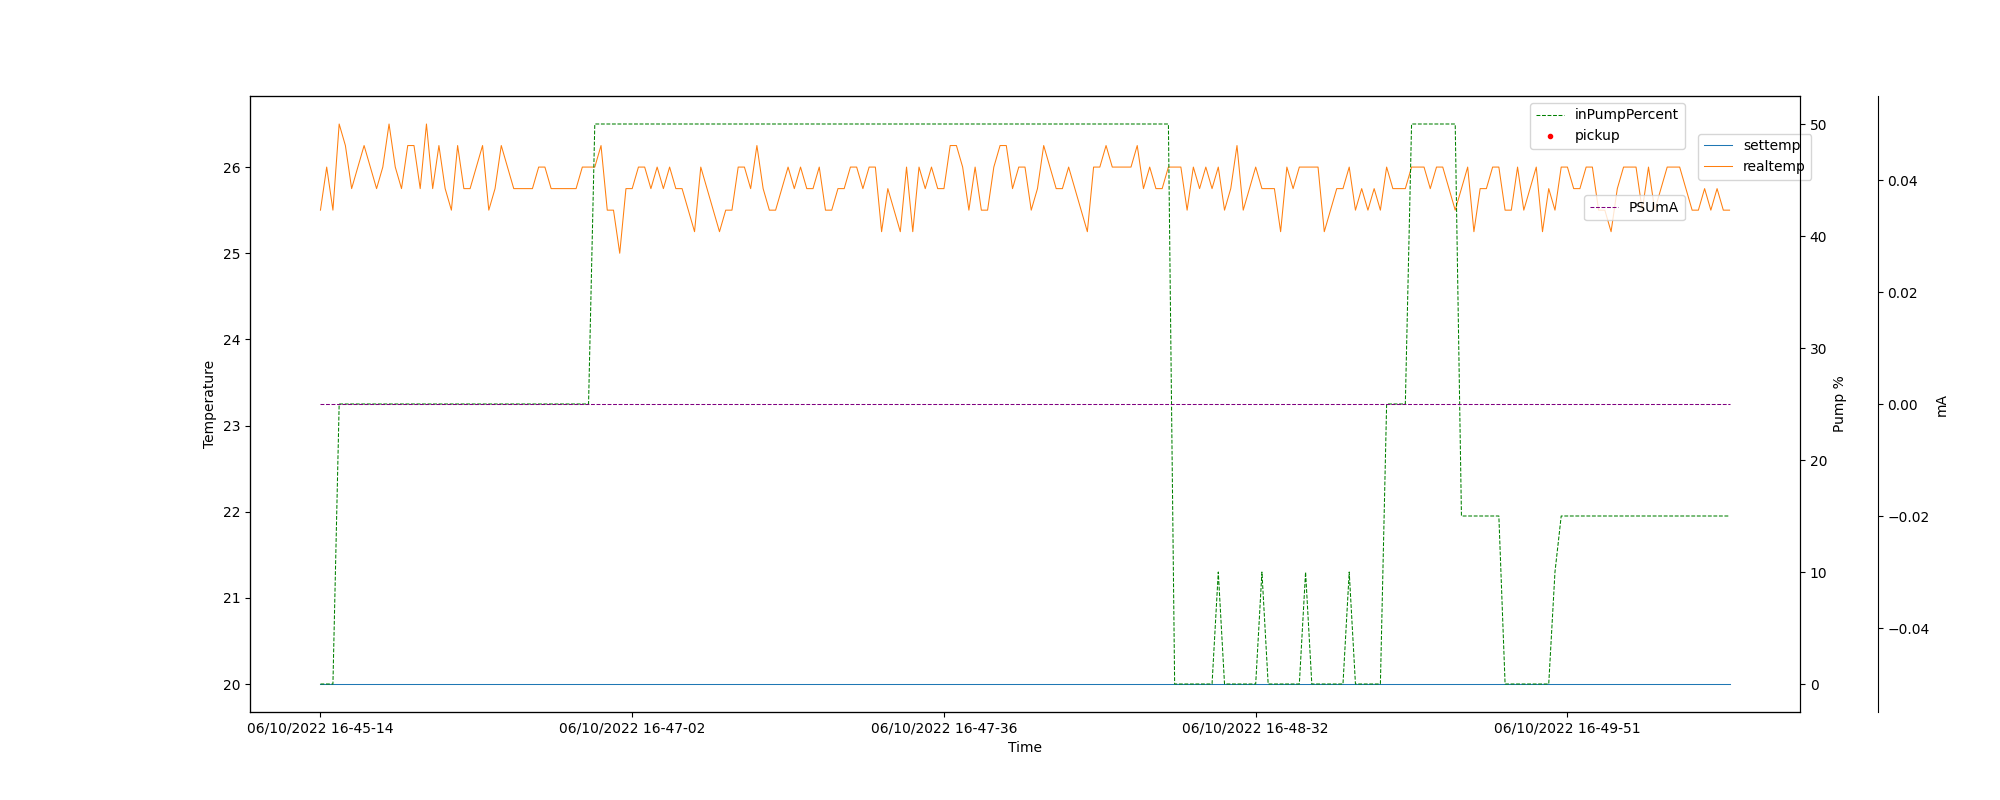 inPumpPercent
pickup
settemp
realtemp
PSUmA
26
25
24
23
22
21
20
Temperature
50
40
30
20
10
0
Pump %
0.04
0.02
0.00
−0.02
−0.04
mA
06/10/2022 16-45-14
06/10/2022 16-47-02
06/10/2022 16-47-36
06/10/2022 16-48-32
06/10/2022 16-49-51
Time